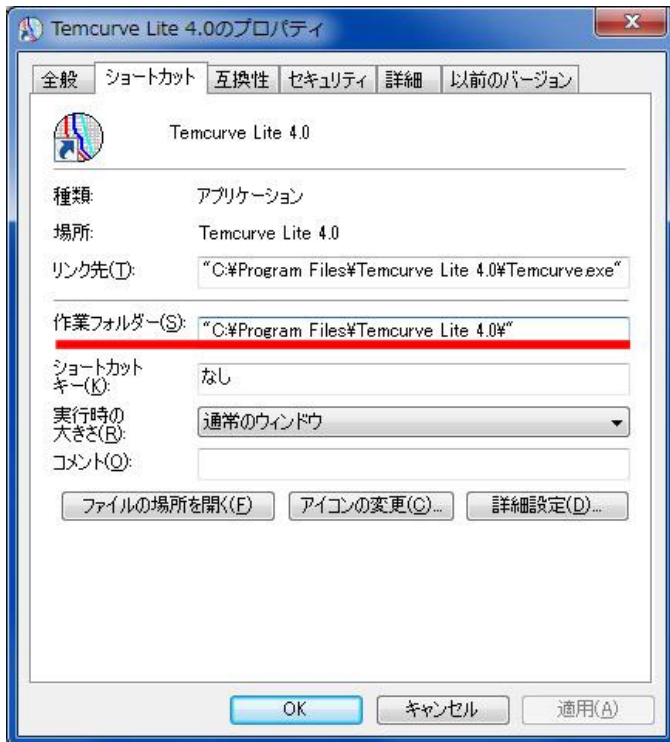 Temcurve Lite 4.0のプロパティ
全般 ショートカット 互換性 セキュリティ 詳細 以前のバージョン
Temcurve Lite 4.0
種類: アプリケーション
場所: Temcurve Lite 4.0
リンク先(T): "C:¥Program Files¥Temcurve Lite 4.0¥Temcurve.exe"
作業フォルダー(S): "C:¥Program Files¥Temcurve Lite 4.0¥"
ショートカット
キー(K): なし
実行時の
大きさ(R): 通常のウィンドウ
コメント(O):
ファイルの場所を開く(F) アイコンの変更(C)... 詳細設定(D)...
OK キャンセル 適用(A)